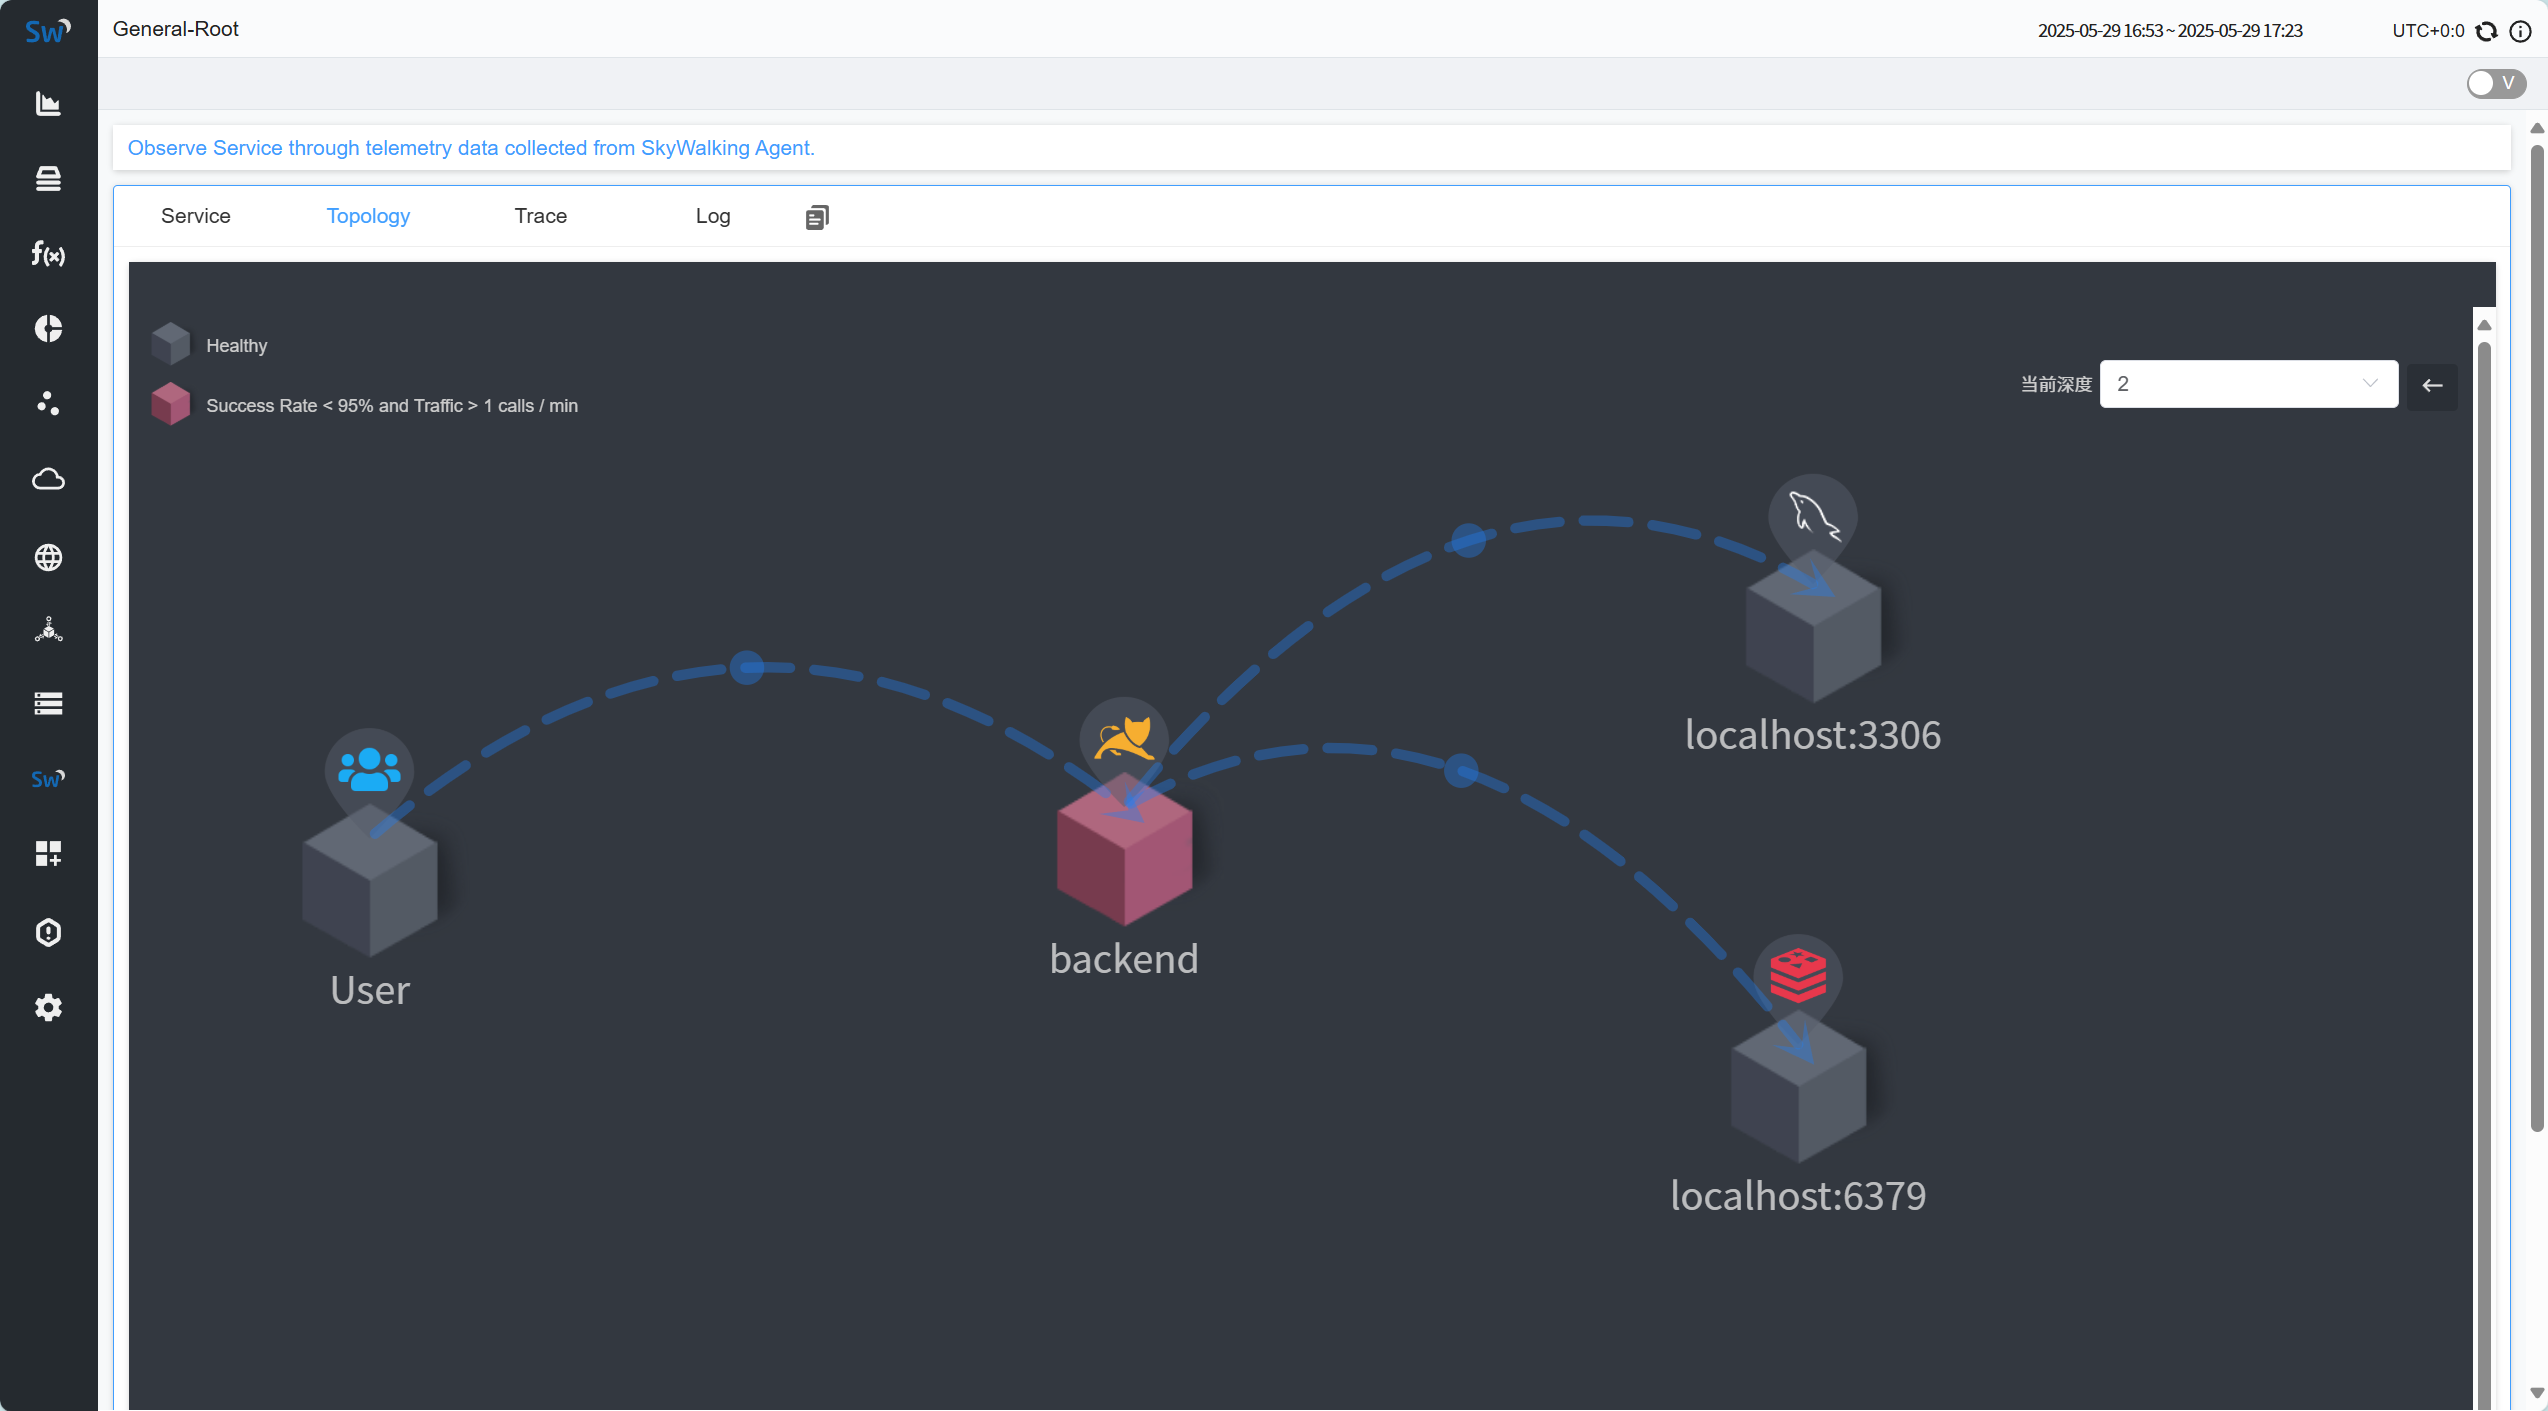 Sw
General-Root
2025-05-29 16:53 ~ 2025-05-29 17:23
UTC+0:0
V
Observe Service through telemetry data collected from SkyWalking Agent.
Service
Topology
Trace
Log
Healthy
Success Rate < 95% and Traffic > 1 calls / min
当前深度
2
f(x)
localhost:3306
backend
User
Sw
localhost:6379